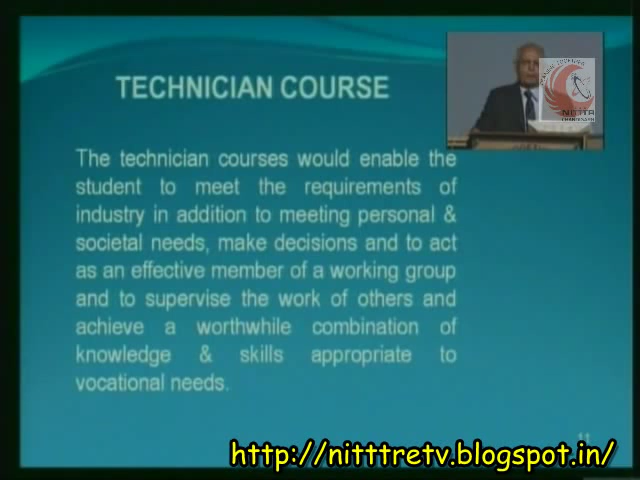 TECHNICIAN COURSE
The technician courses would enable the
student to meet the requirements of
industry in addition to meeting personal &
societal needs, make decisions and to act
as an effective member of a working group
and to supervise the work of others and
achieve a worthwhile combination of
knowledge & skills appropriate to
vocational needs.
11
http://nitttretv.blogspot.in/